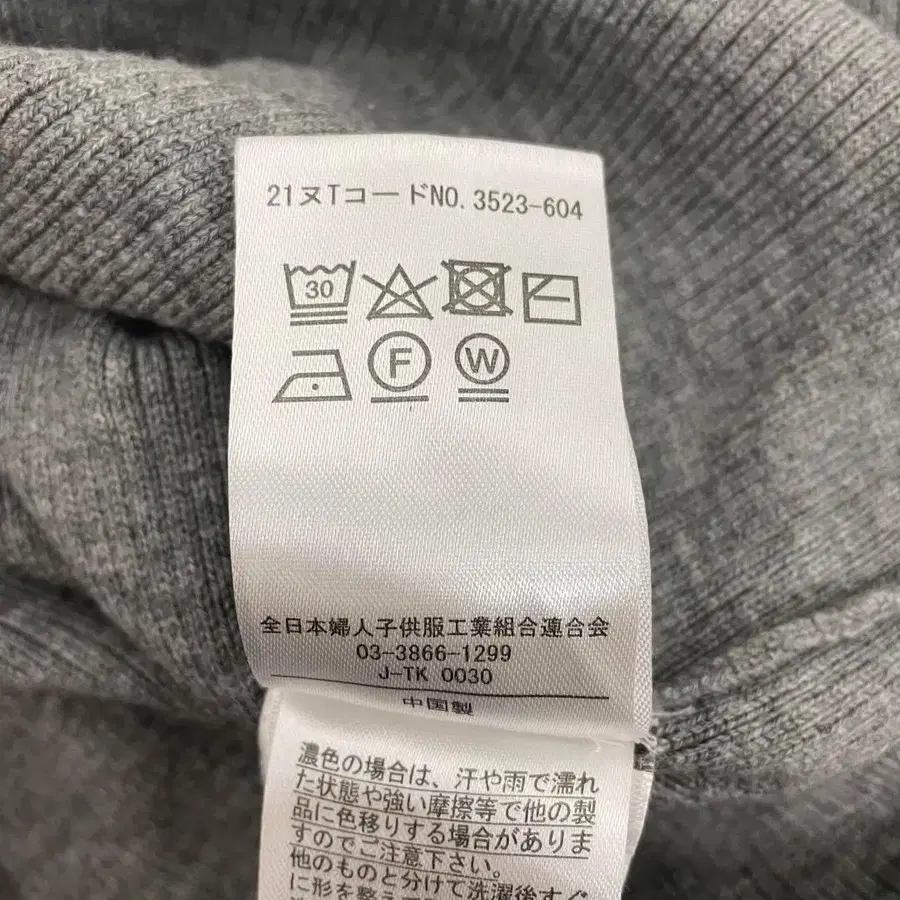 21ヌTコードNO. 3523-604
30
F
W
全日本婦人子供服工業組合連合会
03-3866-1299
J-TK 0030
中国製
濃色の場合は、汗や雨で濡れ
た状態や強い摩擦等で他の製
品に色移りする場合がありま
すのでご注意下さい。
他のものと分けて洗濯後すぐ
に形を整え